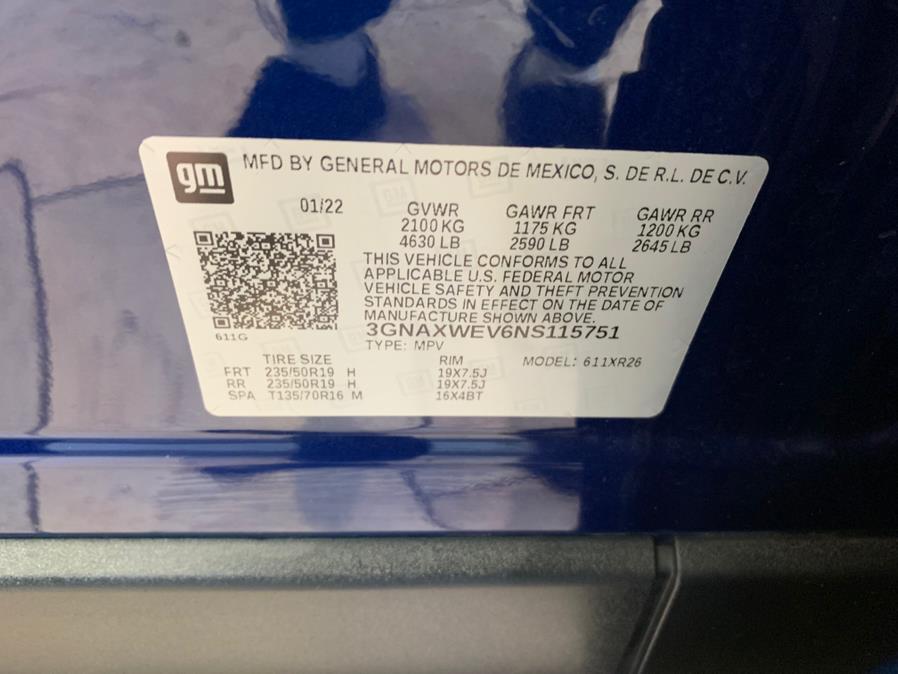 gm MFD BY GENERAL MOTORS DE MEXICO, S. DE R.L. DE C.V.
01/22 GVWR GAWR FRT GAWR RR
2100 KG 1175 KG 1200 KG
4630 LB 2590 LB 2645 LB
THIS VEHICLE CONFORMS TO ALL
APPLICABLE U.S. FEDERAL MOTOR
VEHICLE SAFETY AND THEFT PREVENTION
STANDARDS IN EFFECT ON THE DATE OF
MANUFACTURE SHOWN ABOVE.
611G 3GNAXWEV6NS115751
TYPE: MPV
TIRE SIZE RIM MODEL: 611XR26
FRT 235/50R19 H 19X7.5J
RR 235/50R19 H 19X7.5J
SPA T135/70R16 M 16X4BT